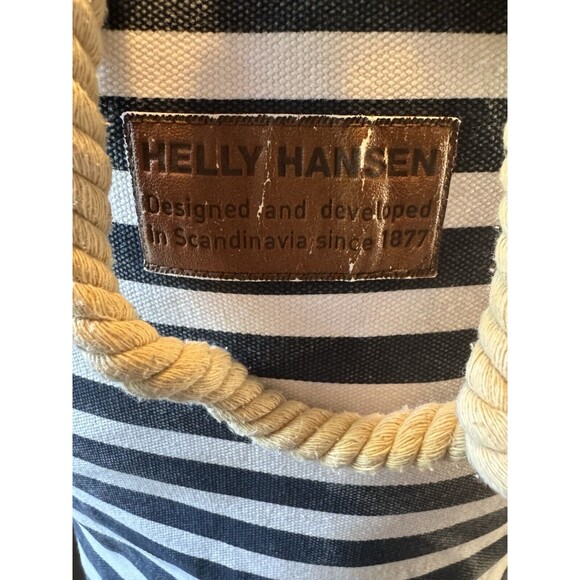 HELLY HANSEN
Designed and developed
in Scandinavia since 1877